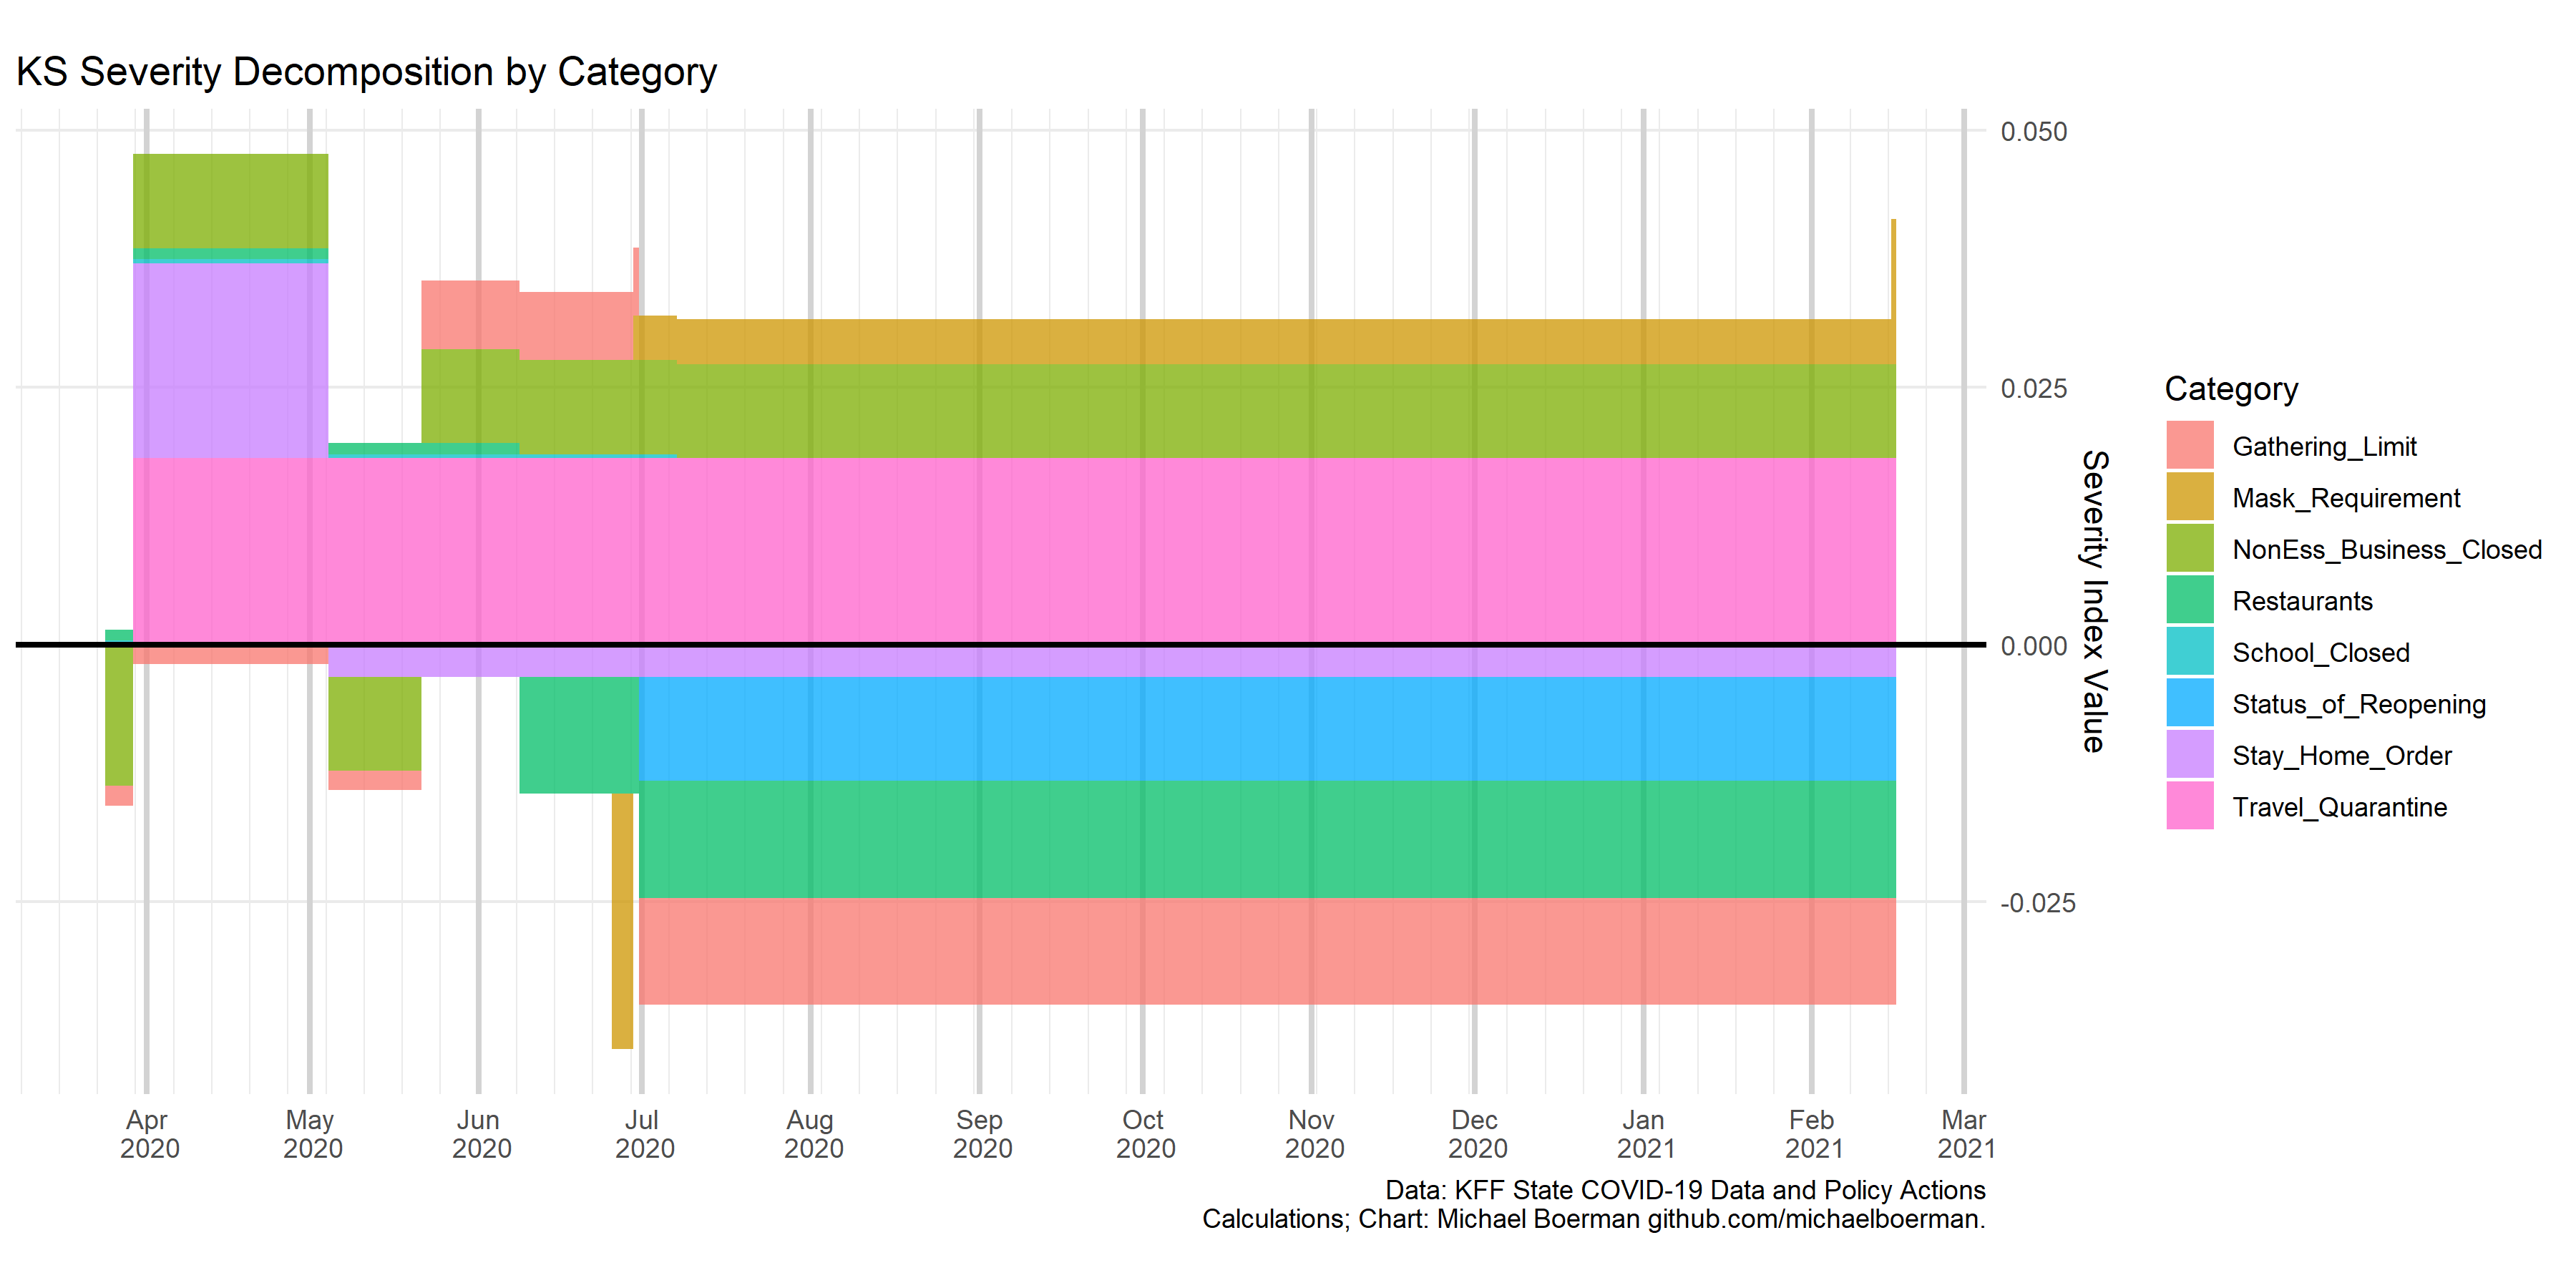 KS Severity Decomposition by Category
0.050
0.025
0.000
-0.025
Severity Index Value
Category
Gathering_Limit
Mask_Requirement
NonEss_Business_Closed
Restaurants
School_Closed
Status_of_Reopening
Stay_Home_Order
Travel_Quarantine
Apr May Jun Jul Aug Sep Oct Nov Dec Jan Feb Mar
2020 2020 2020 2020 2020 2020 2020 2020 2020 2021 2021 2021
Data: KFF State COVID-19 Data and Policy Actions
Calculations; Chart: Michael Boerman github.com/michaelboerman.